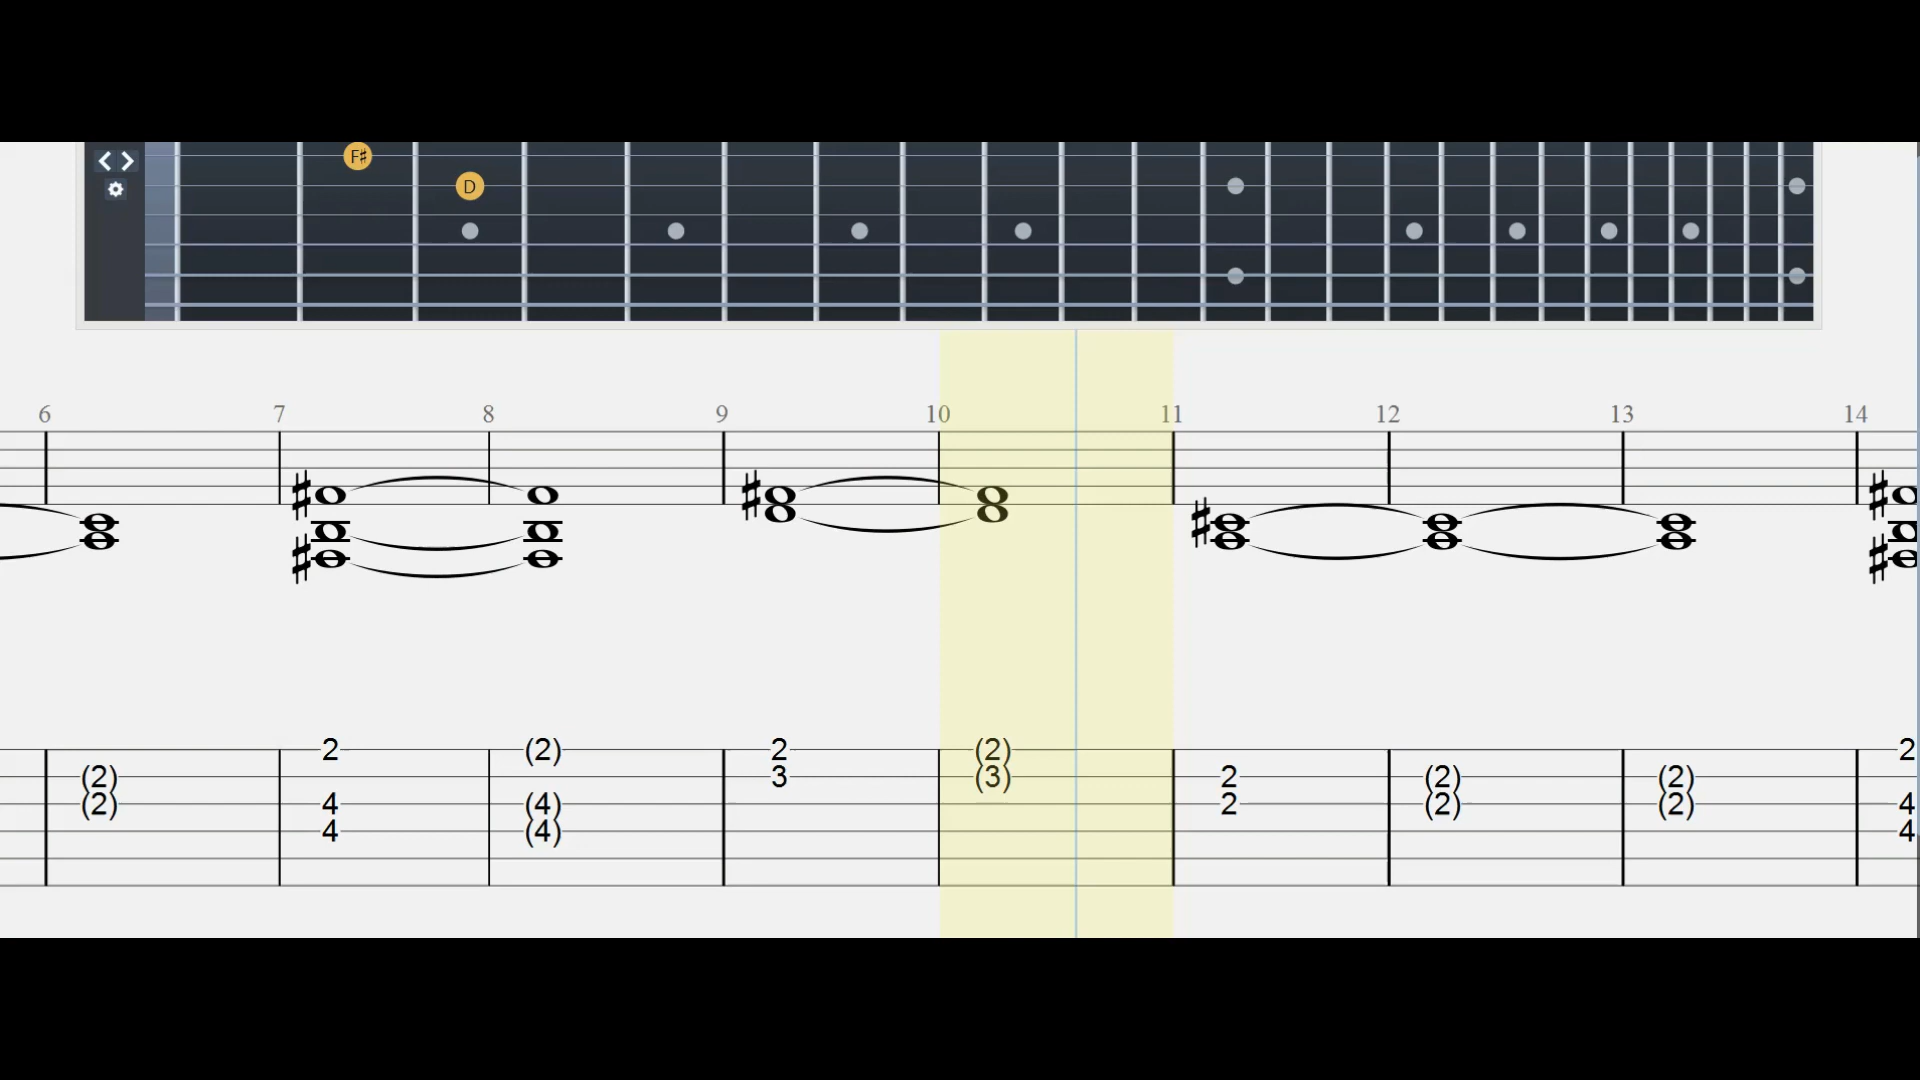 F♯
D
6 7 8 9 10 11 12 13 14
2 (2) 2 (2) 2
(2) 3 (3) 2 (2) (2)
(2) 4 (4) 2 (2) (2) 4
4 (4) 4